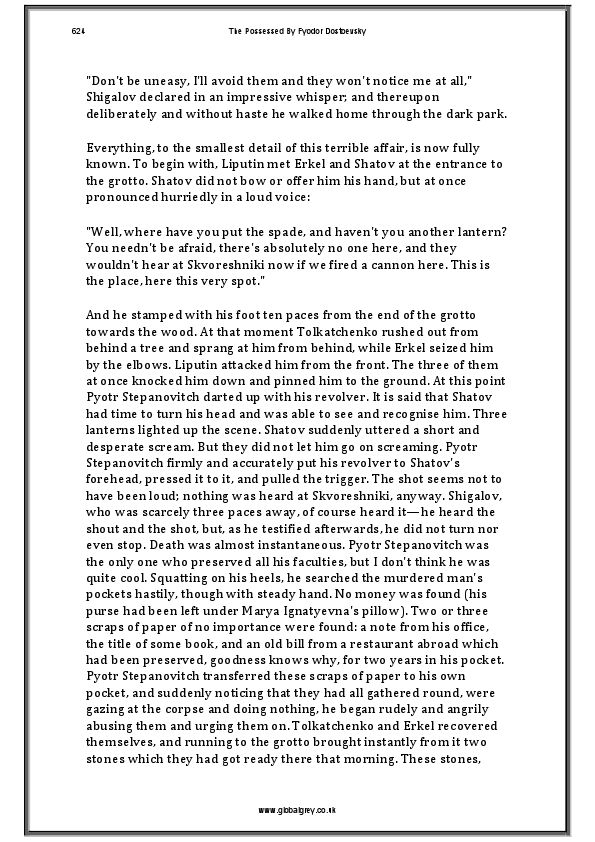 624 The Possessed By Fyodor Dostoevsky
"Don't be uneasy, I'll avoid them and they won't notice me at all,"
Shigalov declared in an impressive whisper; and thereupon
deliberately and without haste he walked home through the dark park.
Everything, to the smallest detail of this terrible affair, is now fully
known. To begin with, Liputin met Erkel and Shatov at the entrance to
the grotto. Shatov did not bow or offer him his hand, but at once
pronounced hurriedly in a loud voice:
"Well, where have you put the spade, and haven't you another lantern?
You needn't be afraid, there's absolutely no one here, and they
wouldn't hear at Skvoreshniki now if we fired a cannon here. This is
the place, here this very spot."
And he stamped with his foot ten paces from the end of the grotto
towards the wood. At that moment Tolkatchenko rushed out from
behind a tree and sprang at him from behind, while Erkel seized him
by the elbows. Liputin attacked him from the front. The three of them
at once knocked him down and pinned him to the ground. At this point
Pyotr Stepanovitch darted up with his revolver. It is said that Shatov
had time to turn his head and was able to see and recognise him. Three
lanterns lighted up the scene. Shatov suddenly uttered a short and
desperate scream. But they did not let him go on screaming. Pyotr
Stepanovitch firmly and accurately put his revolver to Shatov's
forehead, pressed it to it, and pulled the trigger. The shot seems not to
have been loud; nothing was heard at Skvoreshniki, anyway. Shigalov,
who was scarcely three paces away, of course heard it—he heard the
shout and the shot, but, as he testified afterwards, he did not turn nor
even stop. Death was almost instantaneous. Pyotr Stepanovitch was
the only one who preserved all his faculties, but I don't think he was
quite cool. Squatting on his heels, he searched the murdered man's
pockets hastily, though with steady hand. No money was found (his
purse had been left under Marya Ignatyevna's pillow). Two or three
scraps of paper of no importance were found: a note from his office,
the title of some book, and an old bill from a restaurant abroad which
had been preserved, goodness knows why, for two years in his pocket.
Pyotr Stepanovitch transferred these scraps of paper to his own
pocket, and suddenly noticing that they had all gathered round, were
gazing at the corpse and doing nothing, he began rudely and angrily
abusing them and urging them on. Tolkatchenko and Erkel recovered
themselves, and running to the grotto brought instantly from it two
stones which they had got ready there that morning. These stones,
www.globalgrey.co.uk